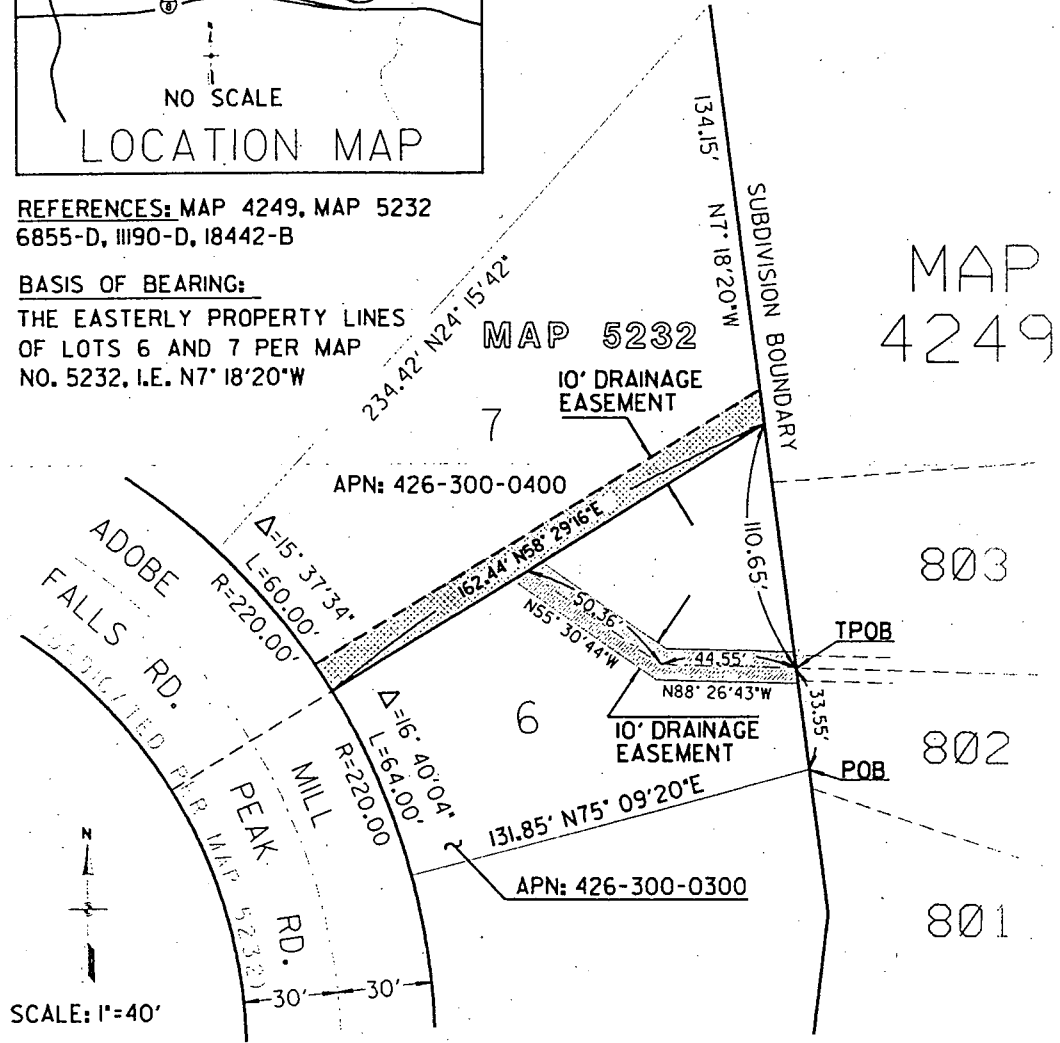 8
NO SCALE
LOCATION MAP
REFERENCES: MAP 4249, MAP 5232
6855-D, 11190-D, 18442-B
BASIS OF BEARING:
THE EASTERLY PROPERTY LINES
OF LOTS 6 AND 7 PER MAP
NO. 5232, I.E. N7° 18'20"W
134.15' N7° 18'20"W
SUBDIVISION BOUNDARY
MAP
4249
234.42' N24° 15'42"
MAP 5232
10' DRAINAGE
EASEMENT
7
APN: 426-300-0400
Δ=15° 37'34"
L=60.00'
R=220.00'
162.44' N58° 29'16"E
110.65'
803
ADOBE
FALLS RD.
(DEDICATED PER MAP 5232)
50.36'
N55° 30'44"W
44.55'
N88° 26'43"W
TPOB
33.55'
6
10' DRAINAGE
EASEMENT
802
POB
Δ=16° 40'04"
L=64.00'
R=220.00
MILL
PEAK
RD.
131.85' N75° 09'20"E
APN: 426-300-0300
801
N
30' 30'
SCALE: 1"=40'